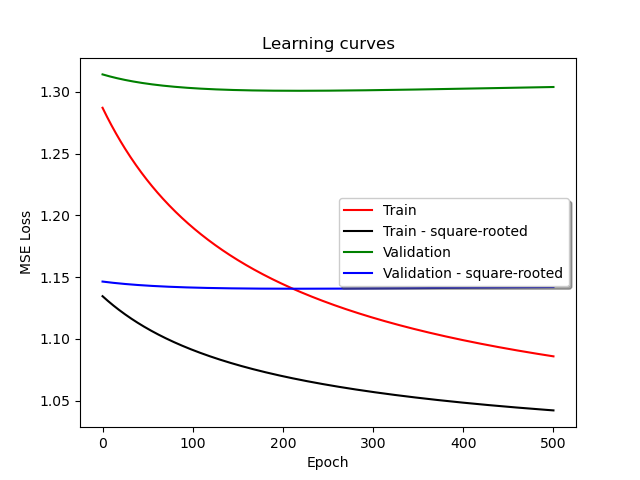 Learning curves
MSE Loss
1.30
1.25
1.20
1.15
1.10
1.05
Train
Train - square-rooted
Validation
Validation - square-rooted
0 100 200 300 400 500
Epoch